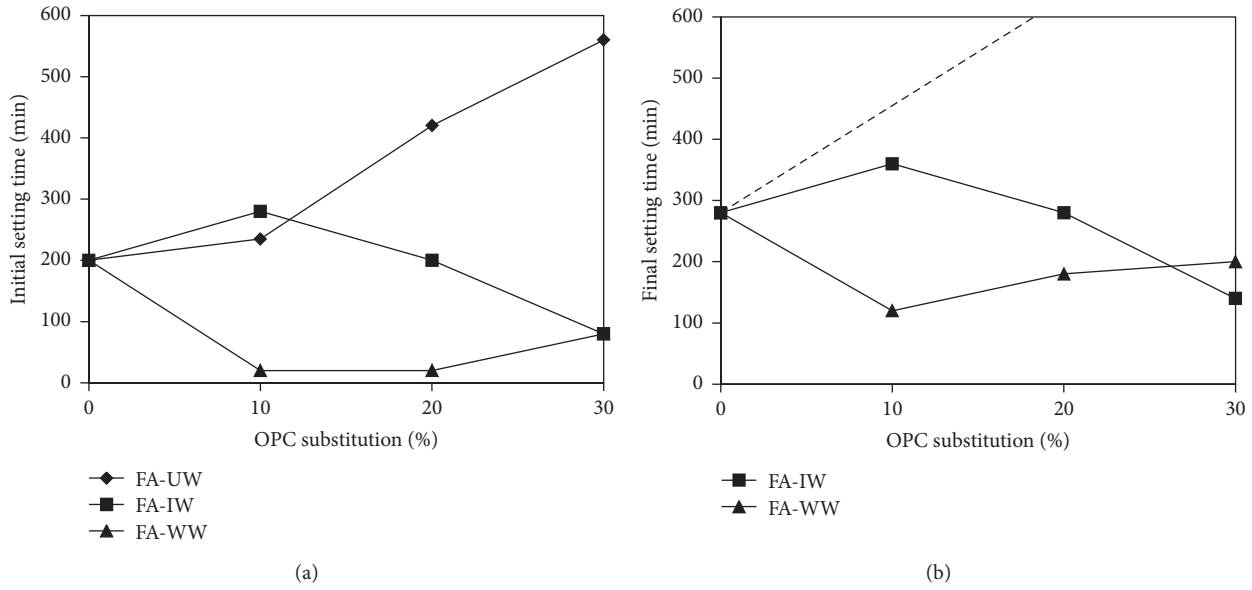 600
500
400
300
200
100
0
Initial setting time (min)
0
10
20
30
OPC substitution (%)
FA-UW
FA-IW
FA-WW
(a)
600
500
400
300
200
100
0
Final setting time (min)
0
10
20
30
OPC substitution (%)
FA-IW
FA-WW
(b)